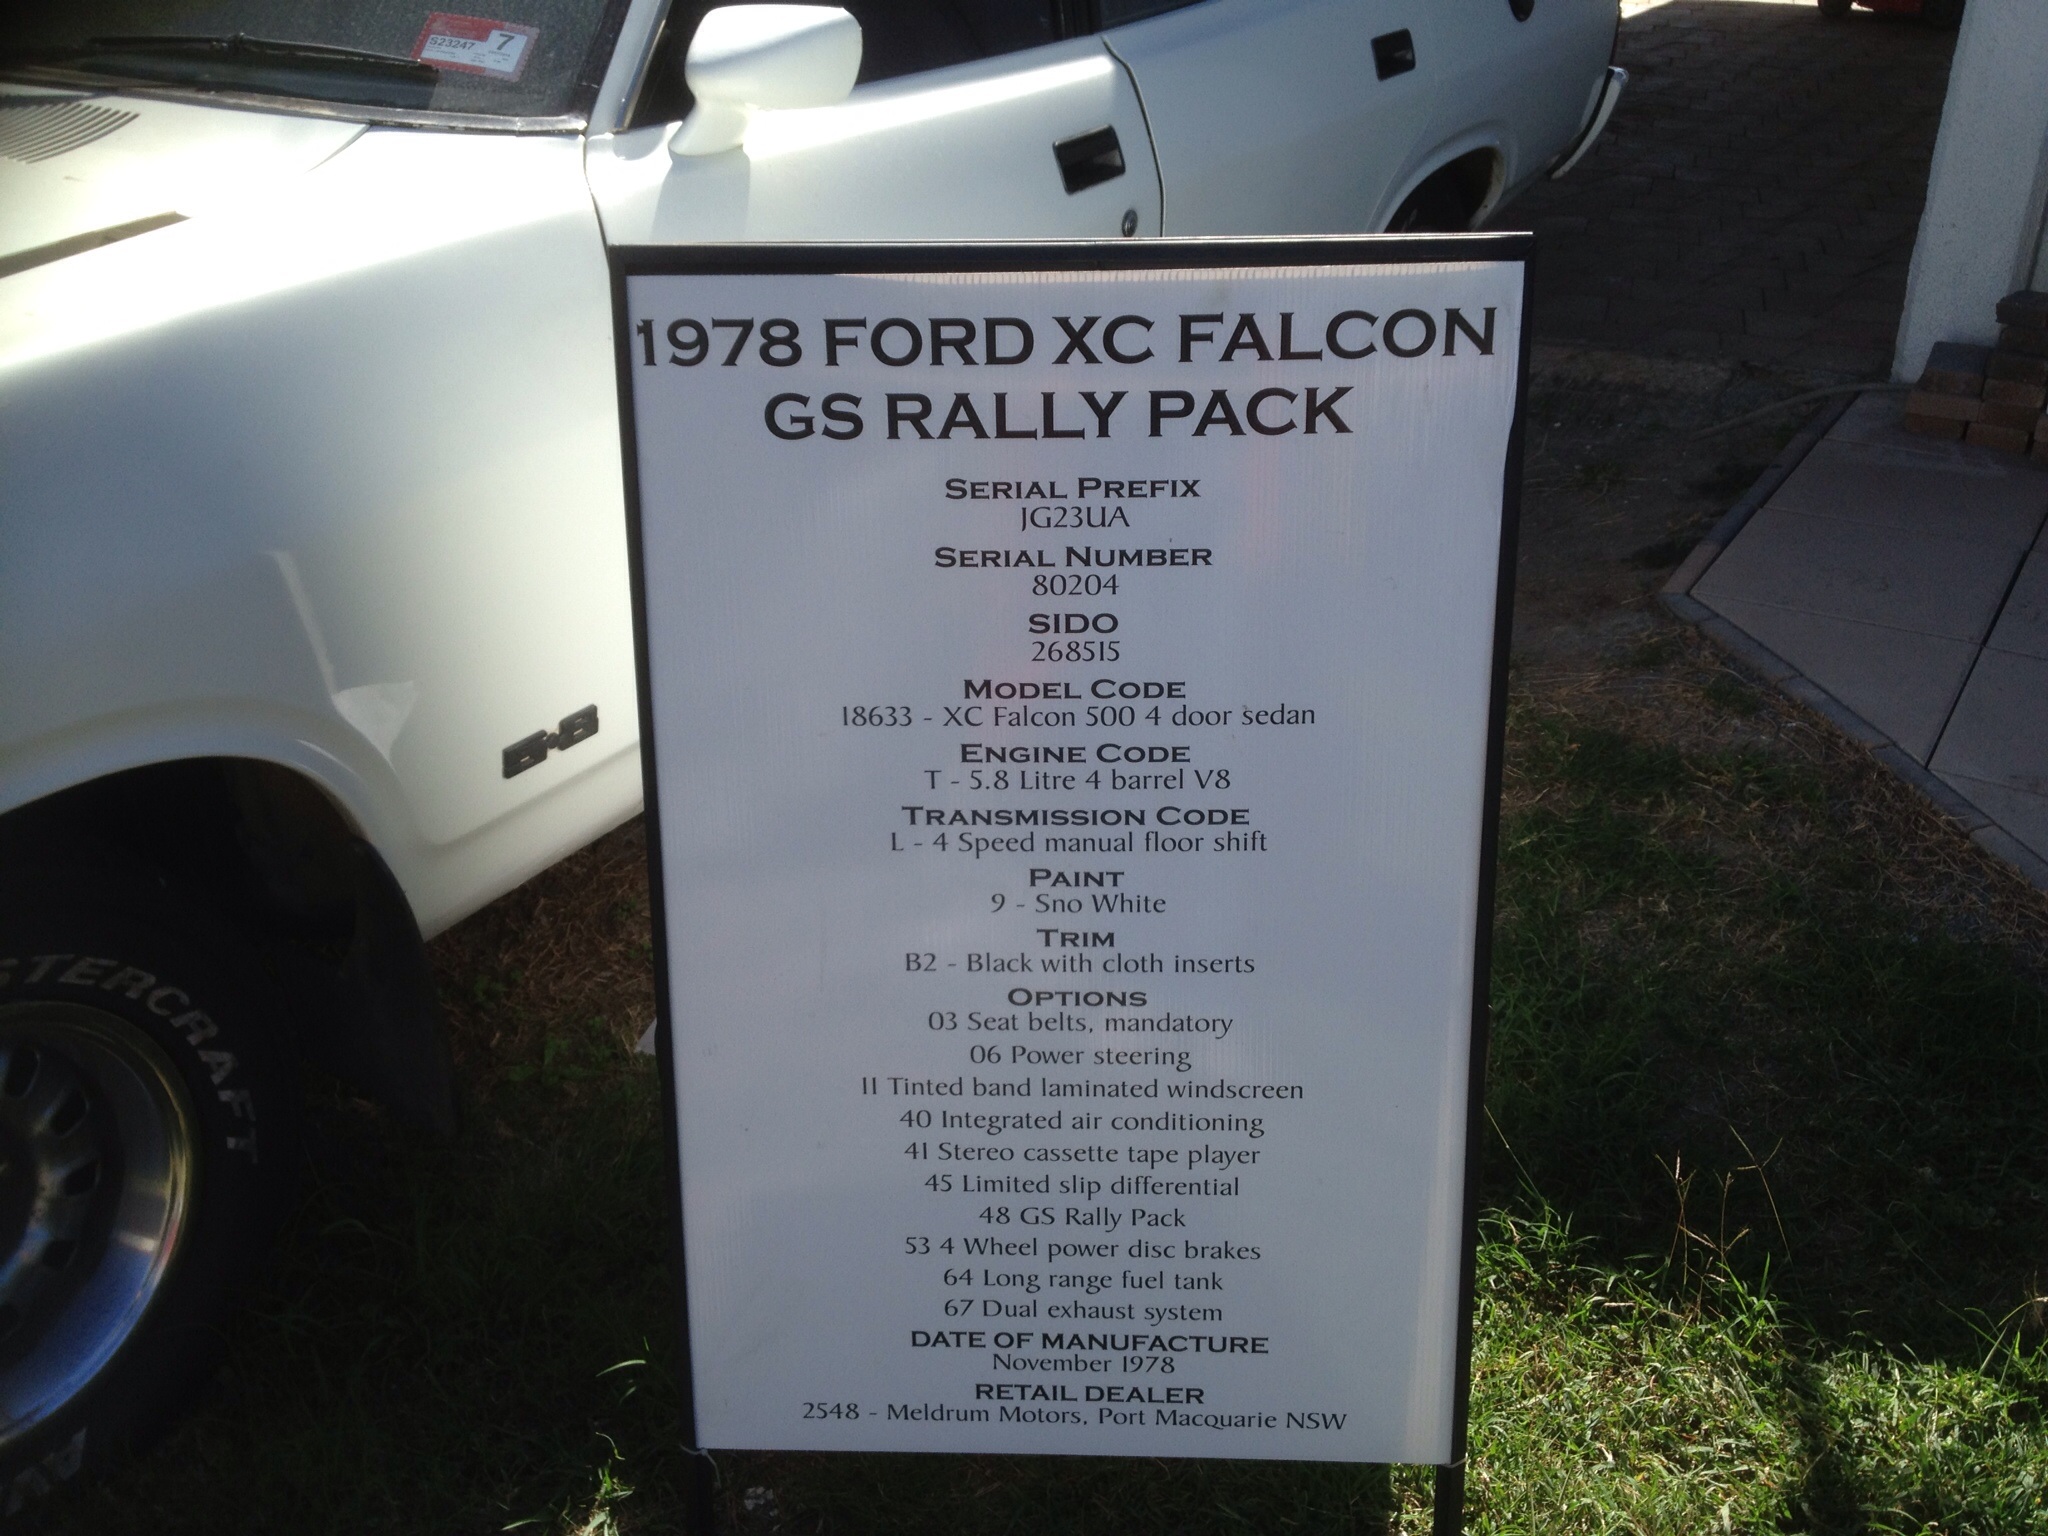 S23247
7
1978 FORD XC FALCON
GS RALLY PACK
SERIAL PREFIX
JG23UA
SERIAL NUMBER
80204
SIDO
268515
MODEL CODE
18633 - XC Falcon 500 4 door sedan
ENGINE CODE
T - 5.8 Litre 4 barrel V8
TRANSMISSION CODE
L - 4 Speed manual floor shift
PAINT
9 - Sno White
TRIM
B2 - Black with cloth inserts
OPTIONS
03 Seat belts, mandatory
06 Power steering
11 Tinted band laminated windscreen
40 Integrated air conditioning
41 Stereo cassette tape player
45 Limited slip differential
48 GS Rally Pack
53 4 Wheel power disc brakes
64 Long range fuel tank
67 Dual exhaust system
DATE OF MANUFACTURE
November 1978
RETAIL DEALER
2548 - Meldrum Motors, Port Macquarie NSW
5.8
STERCRAFT